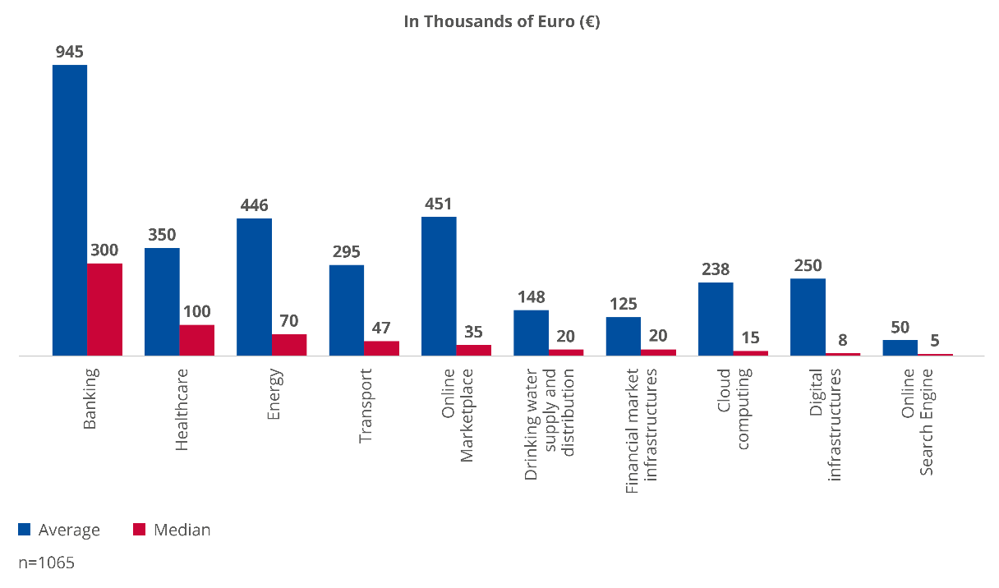 In Thousands of Euro (€)
945
300
350
100
446
70
295
47
451
35
148
20
125
20
238
15
250
8
50
5
Banking
Healthcare
Energy
Transport
Online
Marketplace
Drinking water
supply and
distribution
Financial market
infrastructures
Cloud
computing
Digital
infrastructures
Online
Search Engine
Average
Median
n=1065